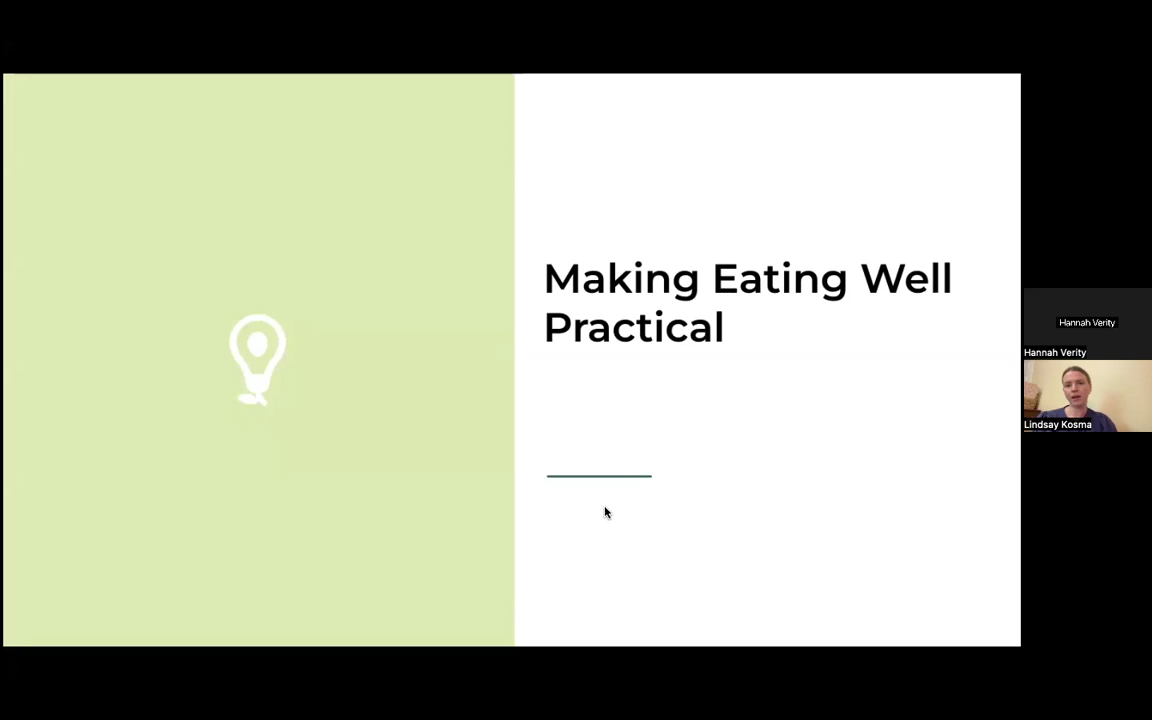 Making Eating Well
Practical
Hannah Verity
Hannah Verity
Lindsay Kosma